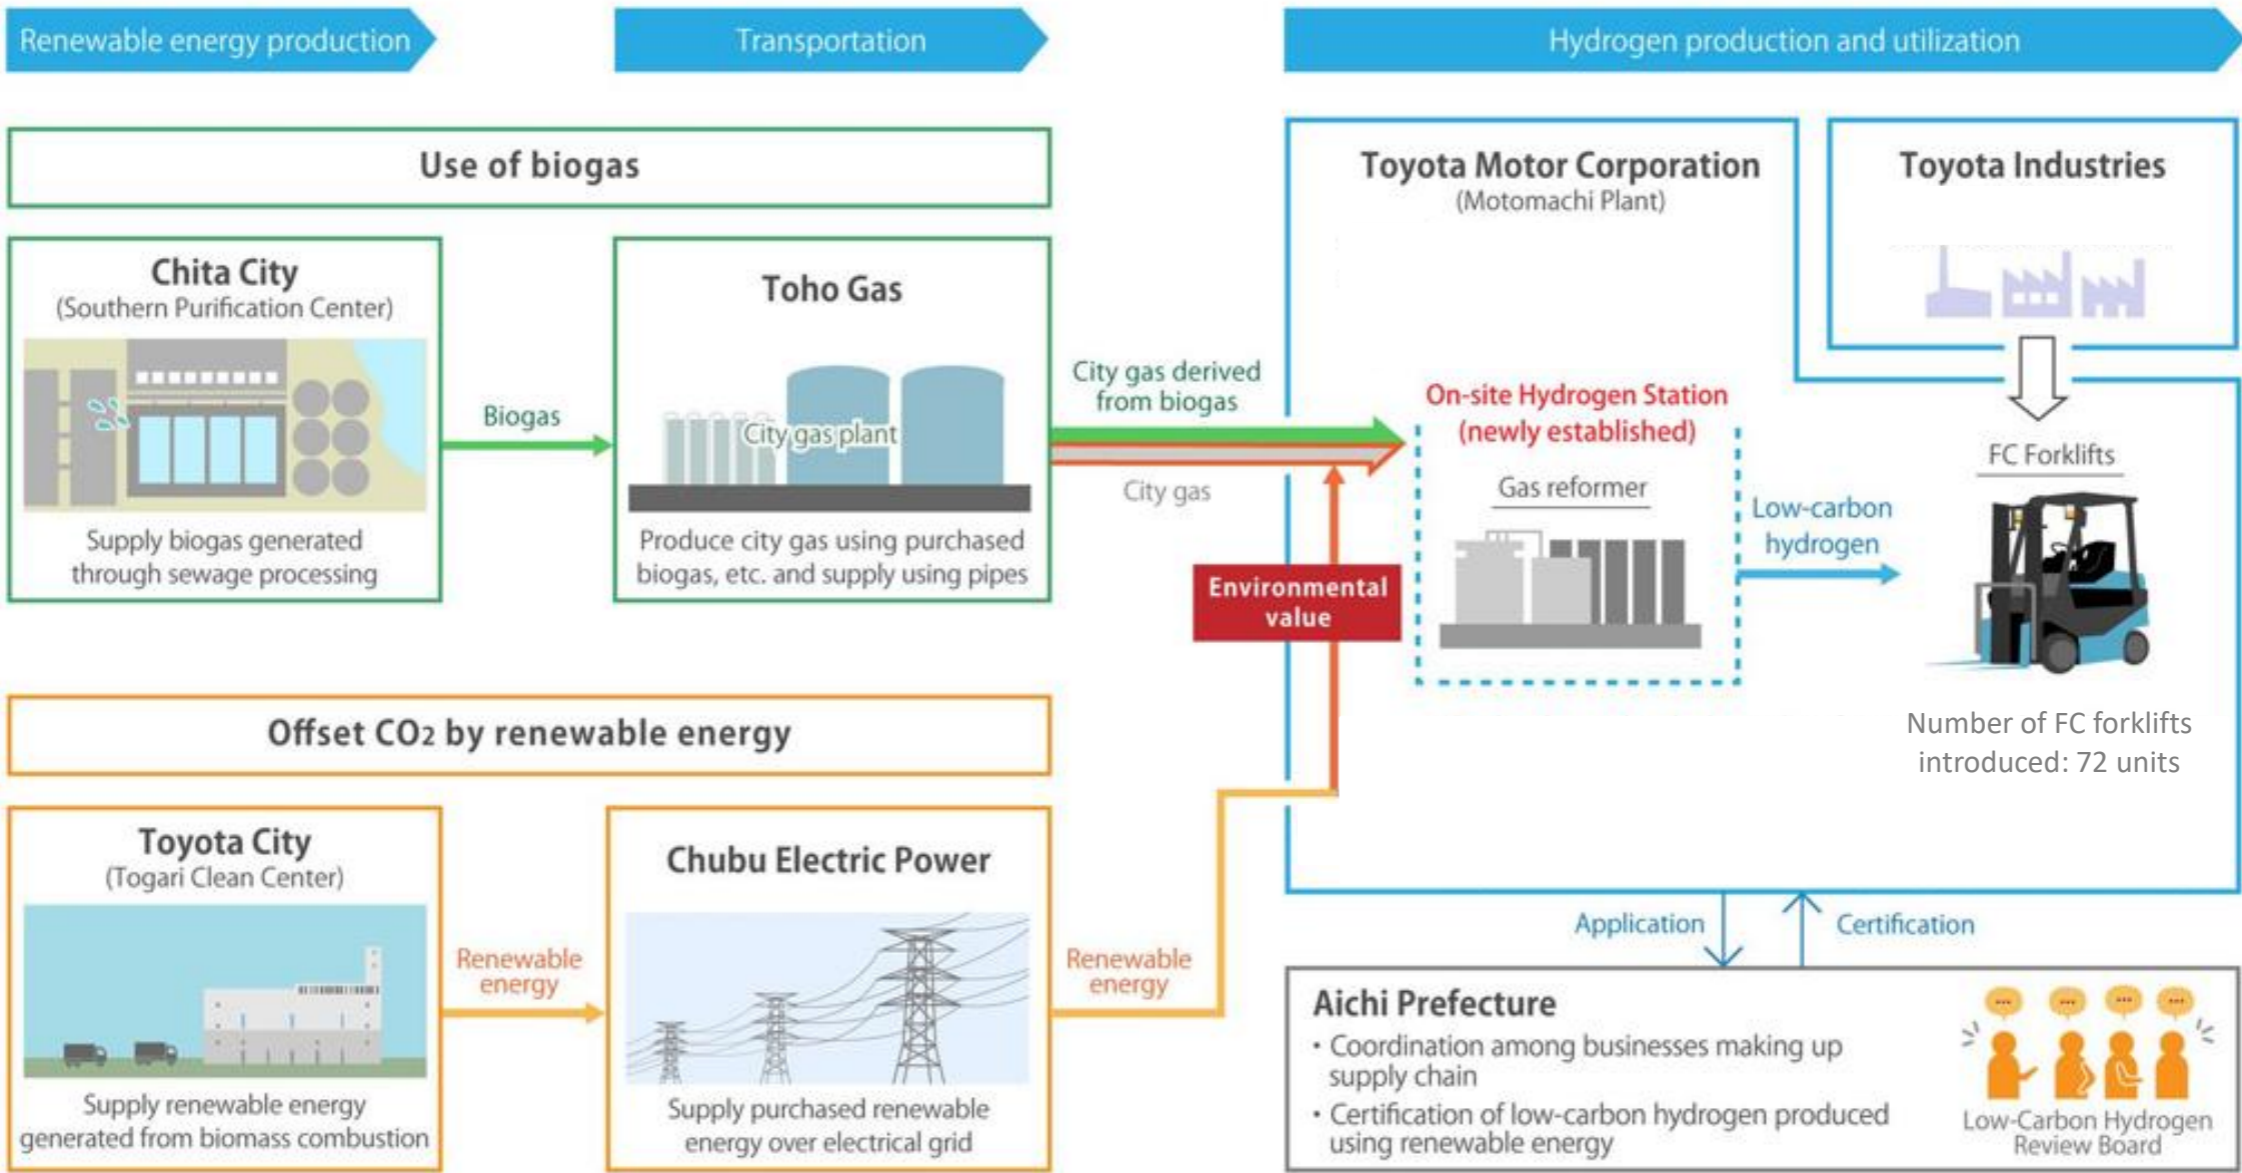 Renewable energy production
Transportation
Hydrogen production and utilization
Use of biogas
Chita City
(Southern Purification Center)
Supply biogas generated
through sewage processing
Biogas
Toho Gas
City gas plant
Produce city gas using purchased
biogas, etc. and supply using pipes
City gas derived
from biogas
City gas
Environmental
value
Toyota Motor Corporation
(Motomachi Plant)
On-site Hydrogen Station
(newly established)
Gas reformer
Low-carbon
hydrogen
Toyota Industries
FC Forklifts
Number of FC forklifts
introduced: 72 units
Offset CO2 by renewable energy
Toyota City
(Togari Clean Center)
Supply renewable energy
generated from biomass combustion
Renewable
energy
Chubu Electric Power
Supply purchased renewable
energy over electrical grid
Renewable
energy
Application
Certification
Aichi Prefecture
• Coordination among businesses making up
supply chain
• Certification of low-carbon hydrogen produced
using renewable energy
Low-Carbon Hydrogen
Review Board